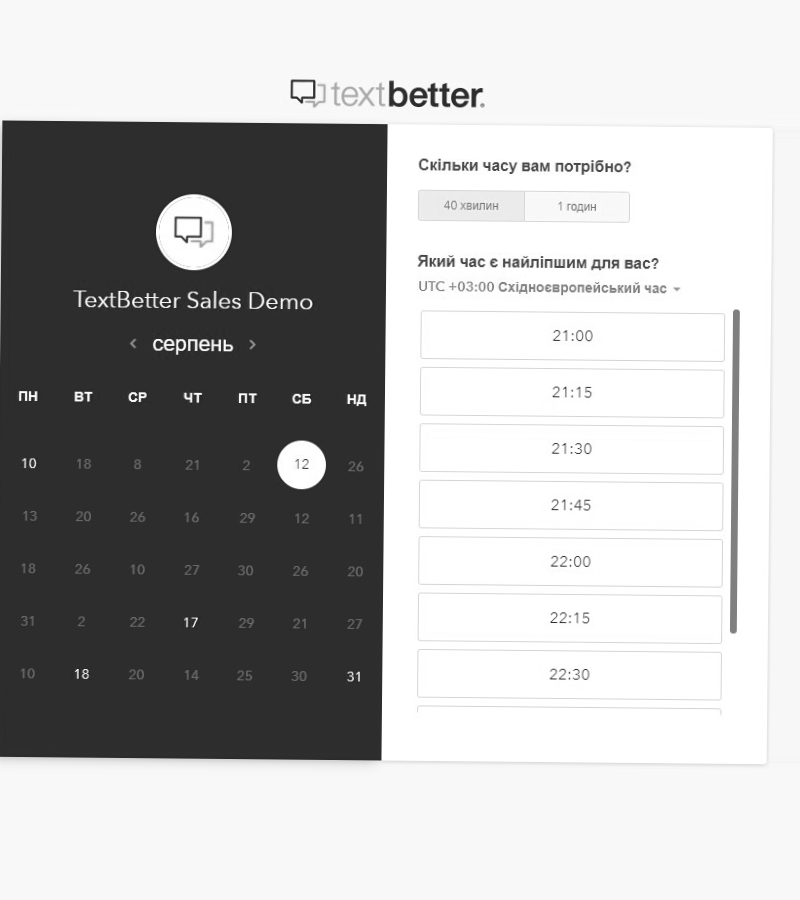 textbetter.
TextBetter Sales Demo
серпень
ПН ВТ СР ЧТ ПТ СБ НД
10 18 8 21 2 12 26
13 20 26 16 29 12 11
18 26 10 27 30 26 20
31 2 22 17 29 21 27
10 18 20 14 25 30 31
Скільки часу вам потрібно?
40 хвилин 1 годин
Який час є найліпшим для вас?
UTC +03:00 Східноєвропейський час
21:00
21:15
21:30
21:45
22:00
22:15
22:30